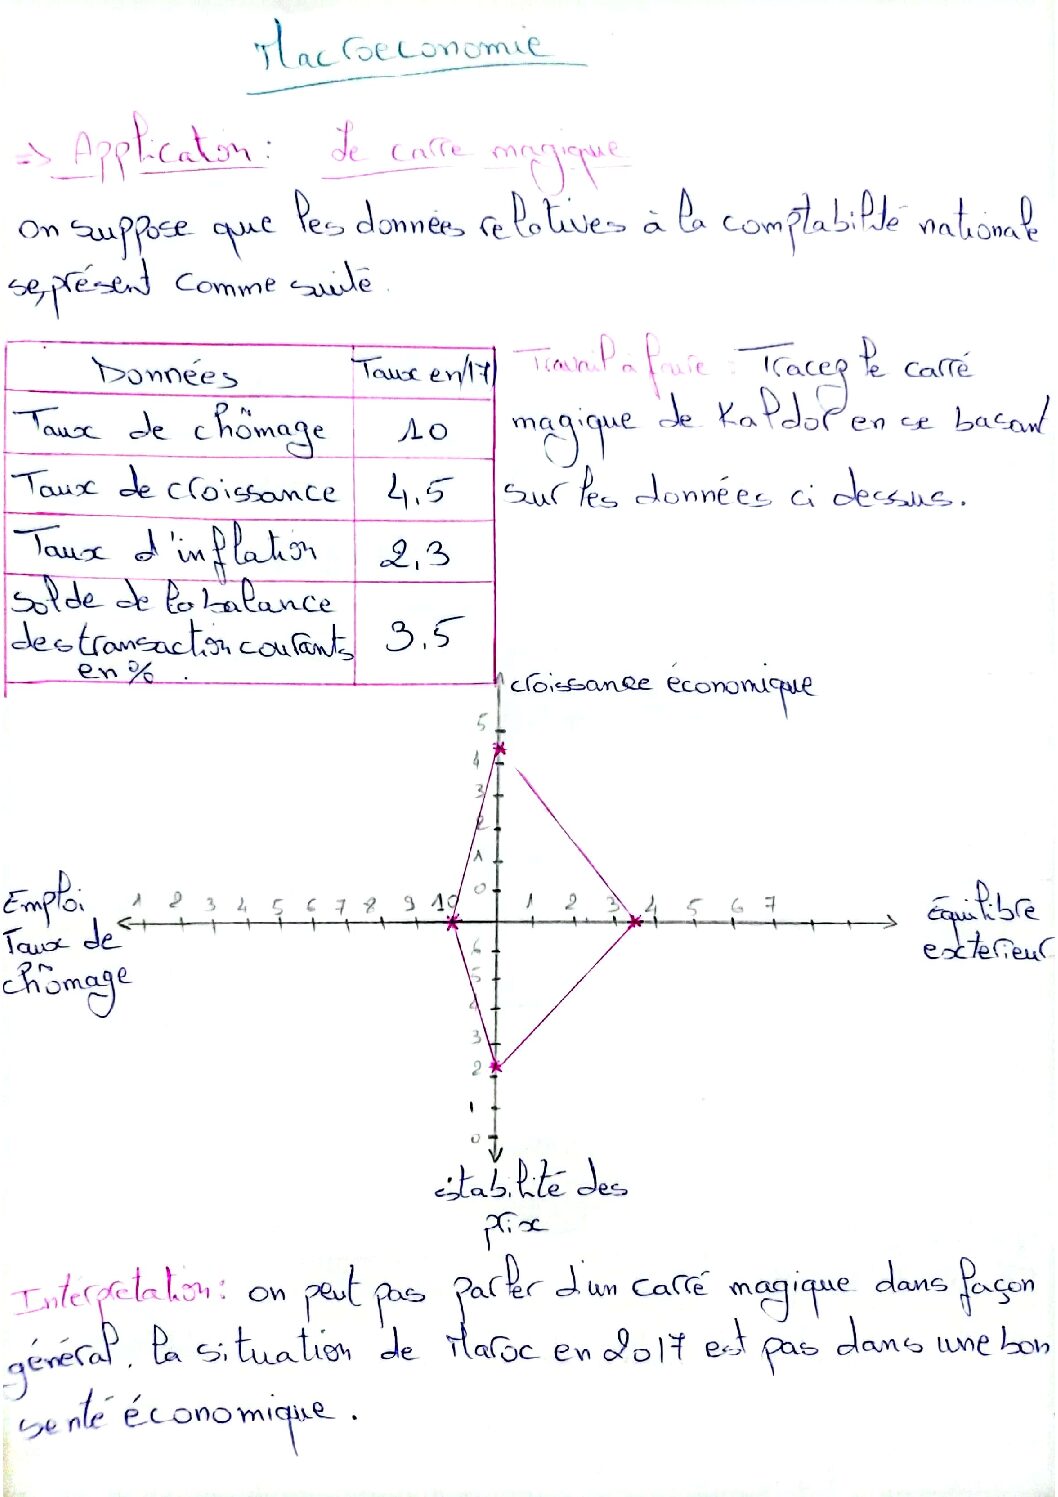 Macroeconomie
=> Applicaton: Le carre magique
on suppose que les données relatives à la comptabilité nationale
se présent comme suite.
Données Taux en/17
Taux de chômage 10
Taux de croissance 4,5
Taux d'inflation 2,3
Solde de la balance
des transaction courants 3,5
en %.
Travail à faire : Tracez le carré
magique de Kaldor en se basant
sur les données ci dessus.
croissance économique
5
4
3
2
1
0
Emploi
Taux de
chômage
1 2 3 4 5 6 7 8 9 10
1 2 3 4 5 6 7
équilibre
exterieur
6
5
4
3
2
1
0
stabilité des
prix
Interpretation: on peut pas parler d'un carré magique dans façon
général. la situation de Maroc en 2017 est pas dans une bon
senté économique.